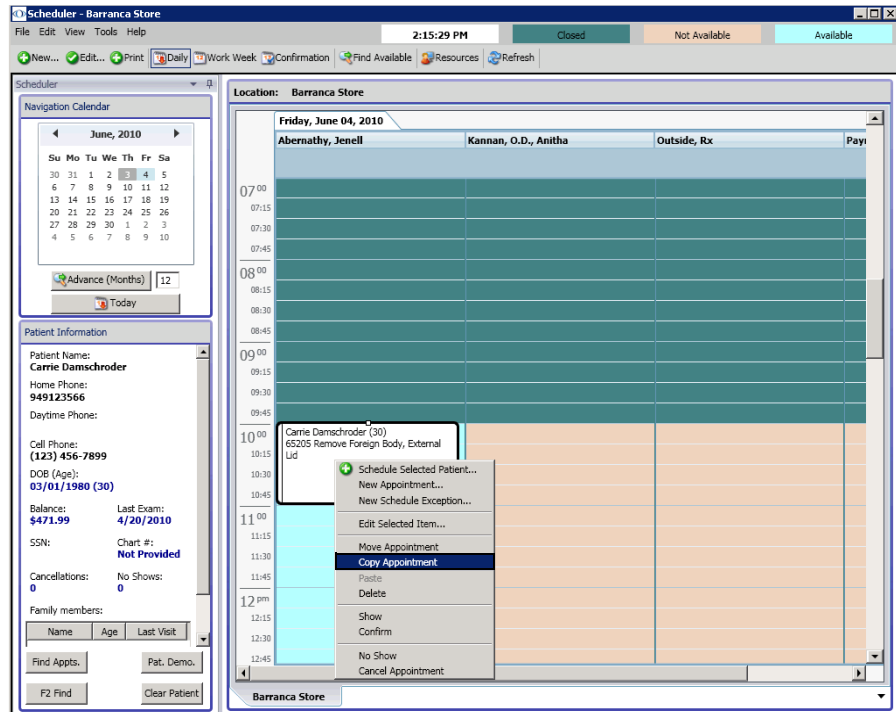 Scheduler - Barranca Store
File Edit View Tools Help
2:15:29 PM
Closed
Not Available
Available
New... Edit... Print Daily Work Week Confirmation Find Available Resources Refresh
Scheduler
Navigation Calendar
June, 2010
Su Mo Tu We Th Fr Sa
30 31 1 2 3 4 5
6 7 8 9 10 11 12
13 14 15 16 17 18 19
20 21 22 23 24 25 26
27 28 29 30 1 2 3
4 5 6 7 8 9 10
Advance (Months) 12
Today
Patient Information
Patient Name:
Carrie Damschroder
Home Phone:
949123566
Daytime Phone:
Cell Phone:
(123) 456-7899
DOB (Age):
03/01/1980 (30)
Balance: Last Exam:
$471.99 4/20/2010
SSN: Chart #:
Not Provided
Cancellations: No Shows:
0 0
Family members:
Name Age Last Visit
Find Appts. Pat. Demo.
F2 Find Clear Patient
Location: Barranca Store
Friday, June 04, 2010
Abernathy, Jenell Kannan, O.D., Anitha Outside, Rx Payr
07 00
07:15
07:30
07:45
08 00
08:15
08:30
08:45
09 00
09:15
09:30
09:45
10 00
10:15
10:30
10:45
11 00
11:15
11:30
11:45
12 pm
12:15
12:30
12:45
Carrie Damschroder (30)
65205 Remove Foreign Body, External
Lid
Schedule Selected Patient...
New Appointment...
New Schedule Exception...
Edit Selected Item...
Move Appointment
Copy Appointment
Paste
Delete
Show
Confirm
No Show
Cancel Appointment
Barranca Store